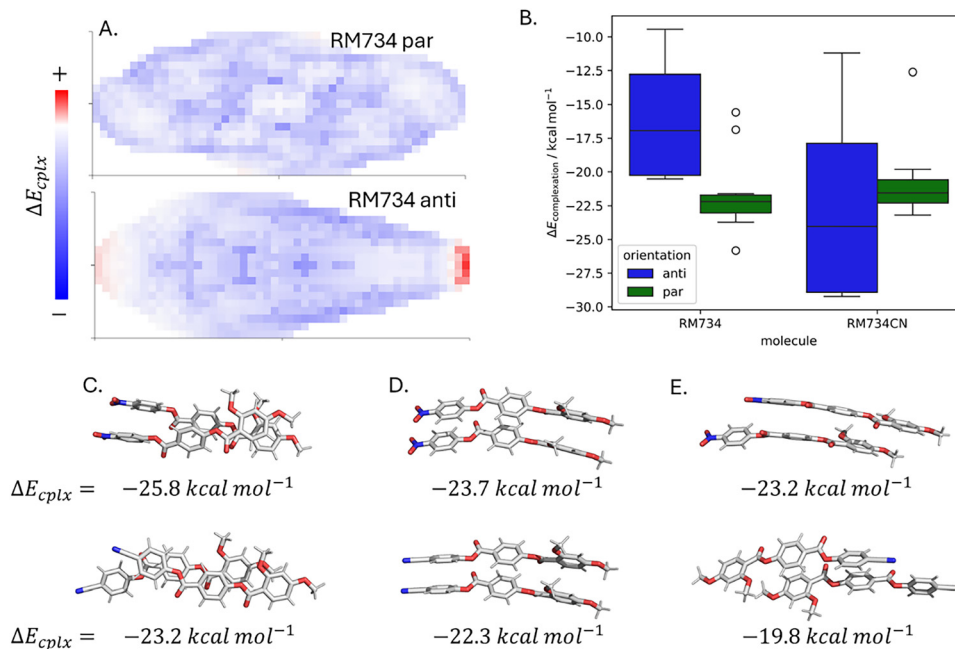 A.
RM734 par
+
ΔE_cplx
−
RM734 anti
B.
ΔE_complexation / kcal mol⁻¹
−10.0
−12.5
−15.0
−17.5
−20.0
−22.5
−25.0
−27.5
−30.0
orientation
anti
par
RM734
RM734CN
molecule
C.
D.
E.
ΔE_cplx = −25.8 kcal mol⁻¹
−23.7 kcal mol⁻¹
−23.2 kcal mol⁻¹
ΔE_cplx = −23.2 kcal mol⁻¹
−22.3 kcal mol⁻¹
−19.8 kcal mol⁻¹